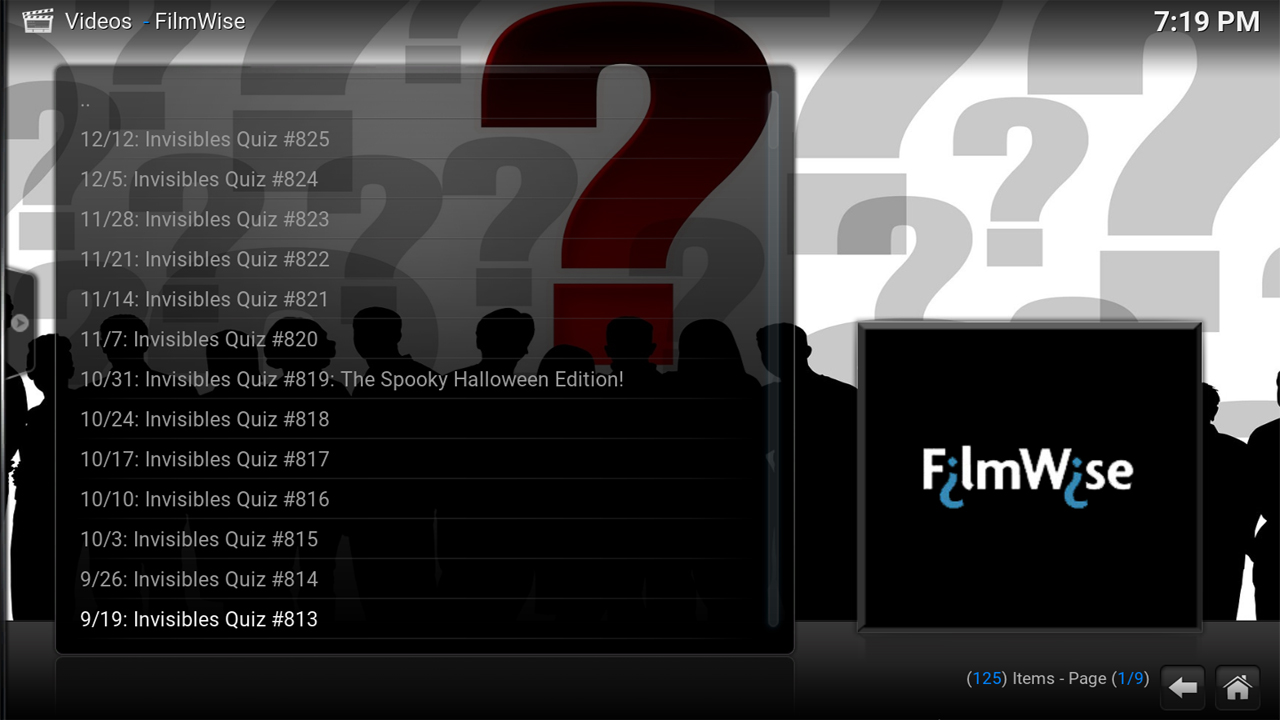 Videos - FilmWise
7:19 PM
..
12/12: Invisibles Quiz #825
12/5: Invisibles Quiz #824
11/28: Invisibles Quiz #823
11/21: Invisibles Quiz #822
11/14: Invisibles Quiz #821
11/7: Invisibles Quiz #820
10/31: Invisibles Quiz #819: The Spooky Halloween Edition!
10/24: Invisibles Quiz #818
10/17: Invisibles Quiz #817
10/10: Invisibles Quiz #816
10/3: Invisibles Quiz #815
9/26: Invisibles Quiz #814
9/19: Invisibles Quiz #813
F¿lmW¿se
(125) Items - Page (1/9)